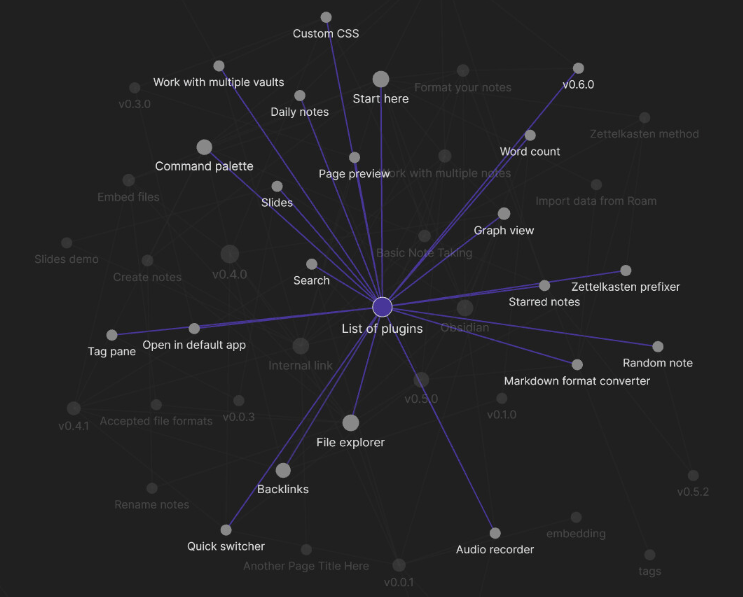 Custom CSS
Work with multiple vaults
v0.6.0
Format your notes
Start here
v0.3.0
Daily notes
Zettelkasten method
Word count
Command palette
Page preview
Work with multiple notes
Embed files
Slides
Import data from Roam
Graph view
Basic Note Taking
Slides demo
v0.4.0
Create notes
Search
Zettelkasten prefixer
Starred notes
List of plugins
Obsidian
Open in default app
Tag pane
Internal link
Random note
Markdown format converter
v0.5.0
v0.0.3
v0.1.0
Accepted file formats
v0.4.1
File explorer
Backlinks
v0.5.2
Rename notes
embedding
Quick switcher
Audio recorder
Another Page Title Here
tags
v0.0.1